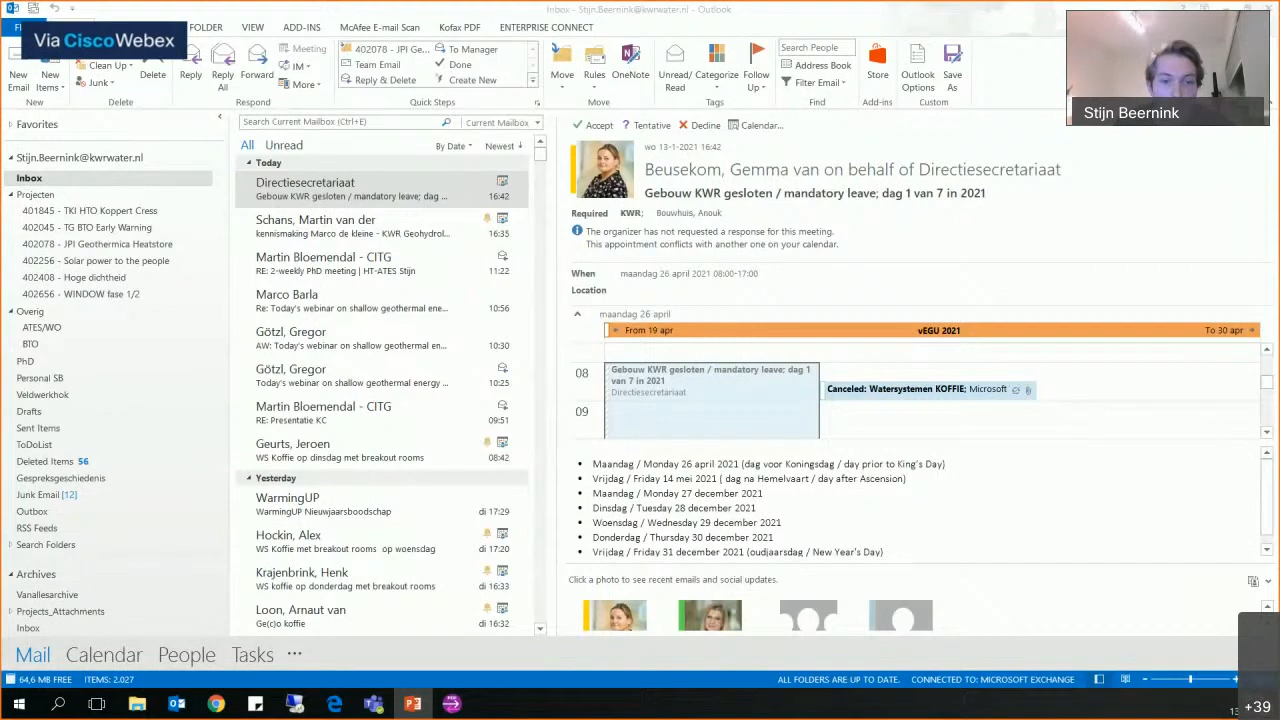 Inbox - Stijn.Beernink@kwrwater.nl - Outlook
Via CiscoWebex
FOLDER VIEW ADD-INS McAfee E-mail Scan Kofax PDF ENTERPRISE CONNECT
New Email
New Items
New
Clean Up
Junk
Delete
Delete
Reply
Reply All
Forward
Meeting
IM
More
Respond
402078 - JPI Ge...
Team Email
Reply & Delete
To Manager
Done
Create New
Quick Steps
Move
Rules
OneNote
Move
Unread/ Read
Categorize
Follow Up
Tags
Search People
Address Book
Filter Email
Find
Store
Add-ins
Outlook Options
Save As
Custom
Stijn Beernink
Favorites
Stijn.Beernink@kwrwater.nl
Inbox
Projecten
401845 - TKI HTO Koppert Cress
402045 - TG BTO Early Warning
402078 - JPI Geothermica Heatstore
402256 - Solar power to the people
402408 - Hoge dichtheid
402656 - WINDOW fase 1/2
Overig
ATES/WO
BTO
PhD
Personal SB
Veldwerkhok
Drafts
Sent Items
ToDoList
Deleted Items 56
Gespreksgeschiedenis
Junk Email [12]
Outbox
RSS Feeds
Search Folders
Archives
Vanallesarchive
Projects_Attachments
Inbox
Search Current Mailbox (Ctrl+E)
Current Mailbox
All Unread By Date Newest
Today
Directiesecretariaat
Gebouw KWR gesloten / mandatory leave; dag ... 16:42
Schans, Martin van der
kennismaking Marco de kleine - KWR Geohydrol... 16:35
Martin Bloemendal - CITG
RE: 2-weekly PhD meeting | HT-ATES Stijn 11:22
Marco Barla
Re: Today's webinar on shallow geothermal ene... 10:56
Götzl, Gregor
AW: Today's webinar on shallow geothermal en... 10:30
Götzl, Gregor
Today's webinar on shallow geothermal energy ... 10:25
Martin Bloemendal - CITG
RE: Presentatie KC 09:51
Geurts, Jeroen
WS Koffie op dinsdag met breakout rooms 08:42
Yesterday
WarmingUP
WarmingUP Nieuwjaarsboodschap di 17:29
Hockin, Alex
WS Koffie met breakout rooms op woensdag di 17:20
Krajenbrink, Henk
WS koffie op donderdag met breakout rooms di 16:33
Loon, Arnaut van
Ge(c)o koffie di 16:32
Accept Tentative Decline Calendar...
wo 13-1-2021 16:42
Beusekom, Gemma van on behalf of Directiesecretariaat
Gebouw KWR gesloten / mandatory leave; dag 1 van 7 in 2021
Required KWR; Bouwhuis, Anouk
The organizer has not requested a response for this meeting.
This appointment conflicts with another one on your calendar.
When maandag 26 april 2021 08:00-17:00
Location
maandag 26 april
From 19 apr vEGU 2021 To 30 apr
08
Gebouw KWR gesloten / mandatory leave; dag 1
van 7 in 2021
Directiesecretariaat
Canceled: Watersystemen KOFFIE; Microsoft
09
• Maandag / Monday 26 april 2021 (dag voor Koningsdag / day prior to King's Day)
• Vrijdag / Friday 14 mei 2021 ( dag na Hemelvaart / day after Ascension)
• Maandag / Monday 27 december 2021
• Dinsdag / Tuesday 28 december 2021
• Woensdag / Wednesday 29 december 2021
• Donderdag / Thursday 30 december 2021
• Vrijdag / Friday 31 december 2021 (oudjaarsdag / New Year's Day)
Click a photo to see recent emails and social updates.
Mail Calendar People Tasks ...
64,6 MB FREE ITEMS: 2.027 ALL FOLDERS ARE UP TO DATE. CONNECTED TO: MICROSOFT EXCHANGE
+39